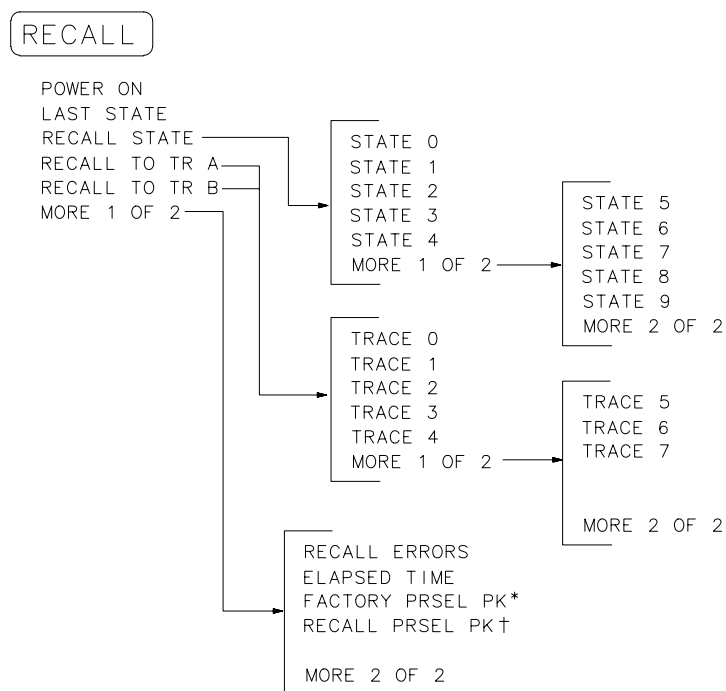 RECALL
POWER ON
LAST STATE
RECALL STATE
RECALL TO TR A
RECALL TO TR B
MORE 1 OF 2
STATE 0
STATE 1
STATE 2
STATE 3
STATE 4
MORE 1 OF 2
STATE 5
STATE 6
STATE 7
STATE 8
STATE 9
MORE 2 OF 2
TRACE 0
TRACE 1
TRACE 2
TRACE 3
TRACE 4
MORE 1 OF 2
TRACE 5
TRACE 6
TRACE 7
MORE 2 OF 2
RECALL ERRORS
ELAPSED TIME
FACTORY PRSEL PK*
RECALL PRSEL PK†
MORE 2 OF 2